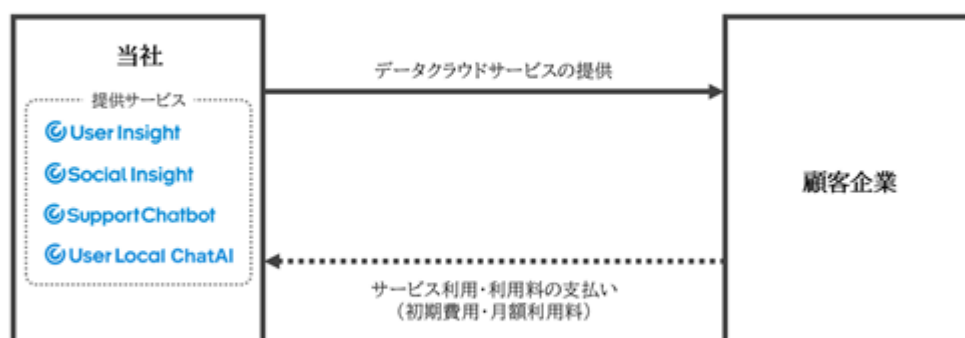 当社
提供サービス
User Insight
Social Insight
Support Chatbot
User Local ChatAI
データクラウドサービスの提供
サービス利用・利用料の支払い
（初期費用・月額利用料）
顧客企業